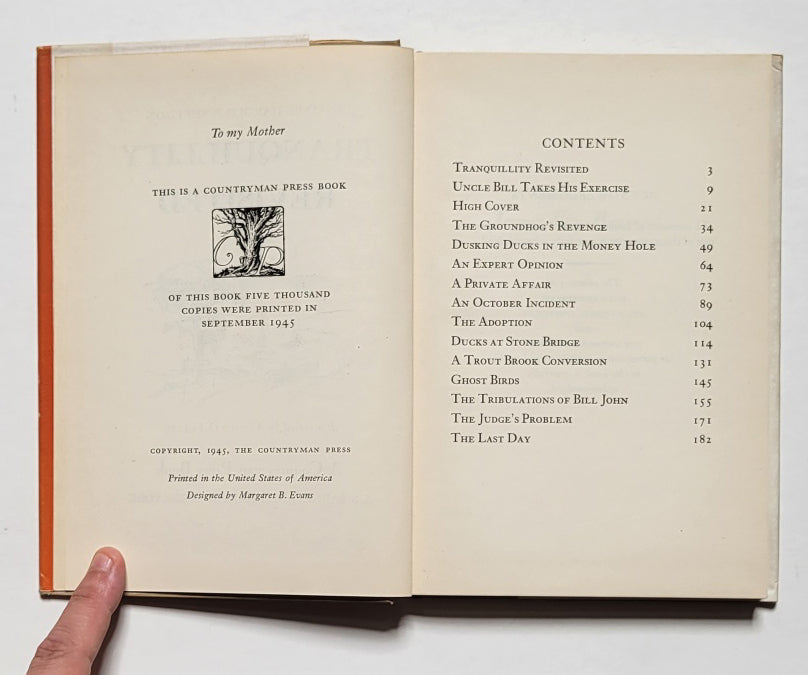 To my Mother
THIS IS A COUNTRYMAN PRESS BOOK
CP
OF THIS BOOK FIVE THOUSAND
COPIES WERE PRINTED IN
SEPTEMBER 1945
COPYRIGHT, 1945, THE COUNTRYMAN PRESS
Printed in the United States of America
Designed by Margaret B. Evans
CONTENTS
Tranquillity Revisited 3
Uncle Bill Takes His Exercise 9
High Cover 21
The Groundhog's Revenge 34
Dusking Ducks in the Money Hole 49
An Expert Opinion 64
A Private Affair 73
An October Incident 89
The Adoption 104
Ducks at Stone Bridge 114
A Trout Brook Conversion 131
Ghost Birds 145
The Tribulations of Bill John 155
The Judge's Problem 171
The Last Day 182